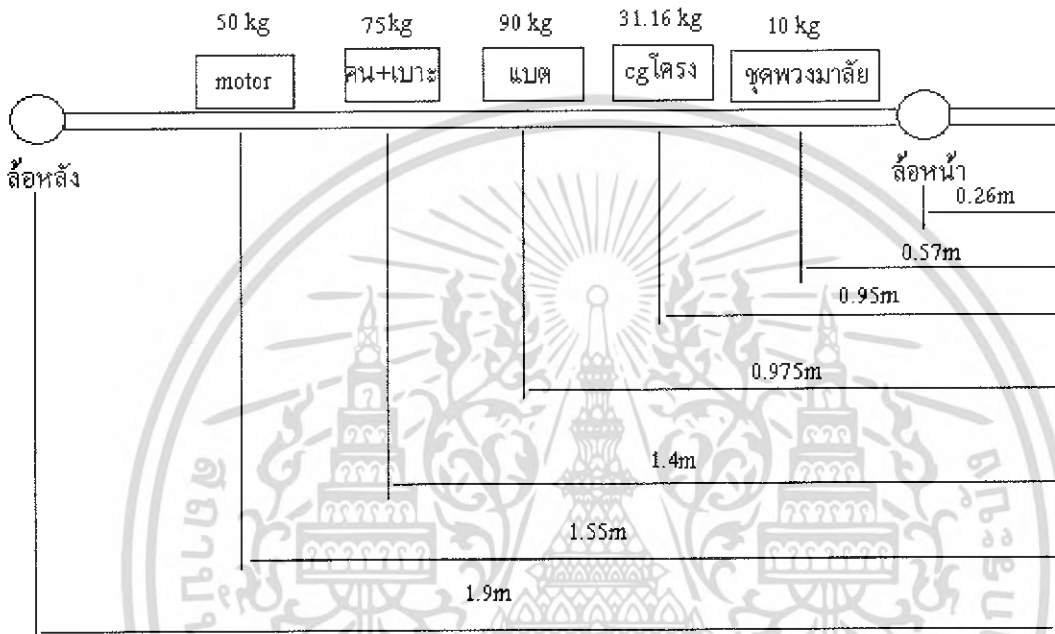 50 kg
75kg
90 kg
31.16 kg
10 kg
motor
คน+เบาะ
แบต
cgโครง
ชุดพวงมาลัย
ล้อหลัง
ล้อหน้า
0.26m
0.57m
0.95m
0.975m
1.4m
1.55m
1.9m